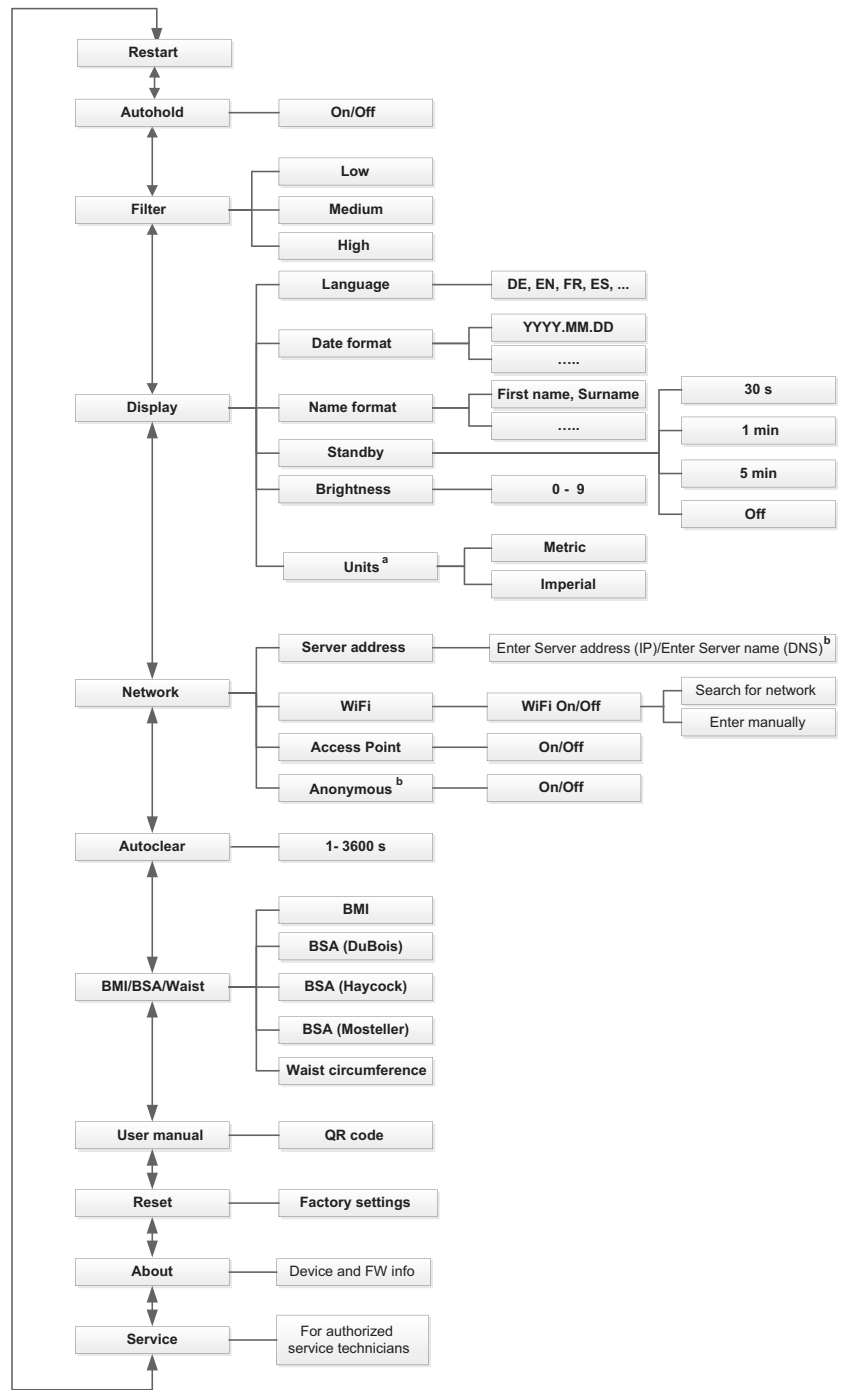 Restart
Autohold
On/Off
Filter
Low
Medium
High
Display
Language
DE, EN, FR, ES, ...
Date format
YYYY.MM.DD
.....
Name format
First name, Surname
.....
Standby
30 s
1 min
5 min
Off
Brightness
0 - 9
Units a
Metric
Imperial
Network
Server address
Enter Server address (IP)/Enter Server name (DNS) b
WiFi
WiFi On/Off
Search for network
Enter manually
Access Point
On/Off
Anonymous b
On/Off
Autoclear
1- 3600 s
BMI/BSA/Waist
BMI
BSA (DuBois)
BSA (Haycock)
BSA (Mosteller)
Waist circumference
User manual
QR code
Reset
Factory settings
About
Device and FW info
Service
For authorized
service technicians